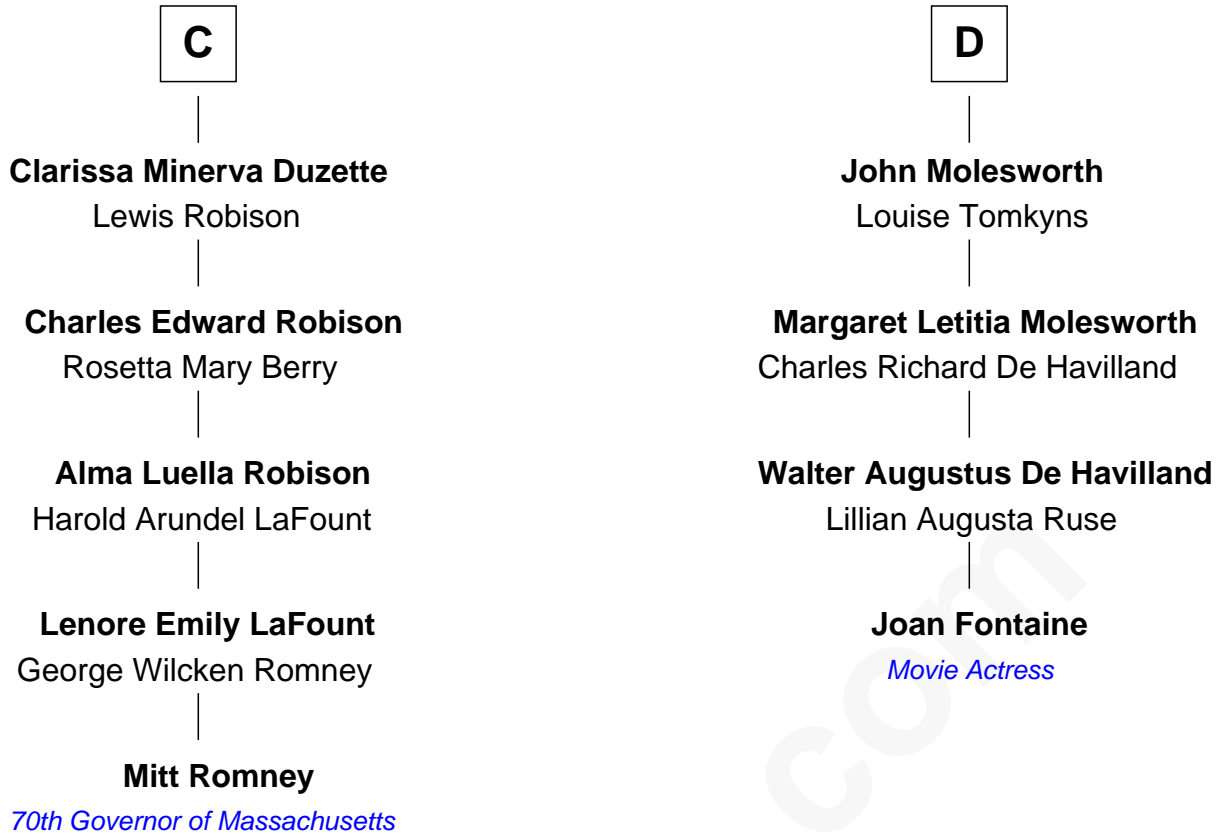 C
Clarissa Minerva Duzette
Lewis Robison
Charles Edward Robison
Rosetta Mary Berry
Alma Luella Robison
Harold Arundel LaFount
Lenore Emily LaFount
George Wilcken Romney
Mitt Romney
70th Governor of Massachusetts
D
John Molesworth
Louise Tomkyns
Margaret Letitia Molesworth
Charles Richard De Havilland
Walter Augustus De Havilland
Lillian Augusta Ruse
Joan Fontaine
Movie Actress
com